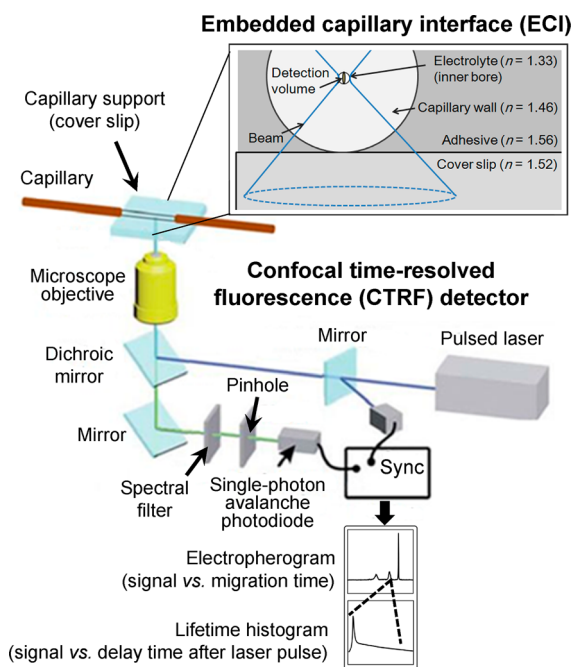 Embedded capillary interface (ECI)
Detection
volume
Electrolyte (n = 1.33)
(inner bore)
Capillary wall (n = 1.46)
Beam
Adhesive (n = 1.56)
Cover slip (n = 1.52)
Capillary support
(cover slip)
Capillary
Microscope
objective
Confocal time-resolved
fluorescence (CTRF) detector
Mirror
Pulsed laser
Dichroic
mirror
Pinhole
Mirror
Spectral
filter
Single-photon
avalanche
photodiode
Sync
Electropherogram
(signal vs. migration time)
Lifetime histogram
(signal vs. delay time after laser pulse)